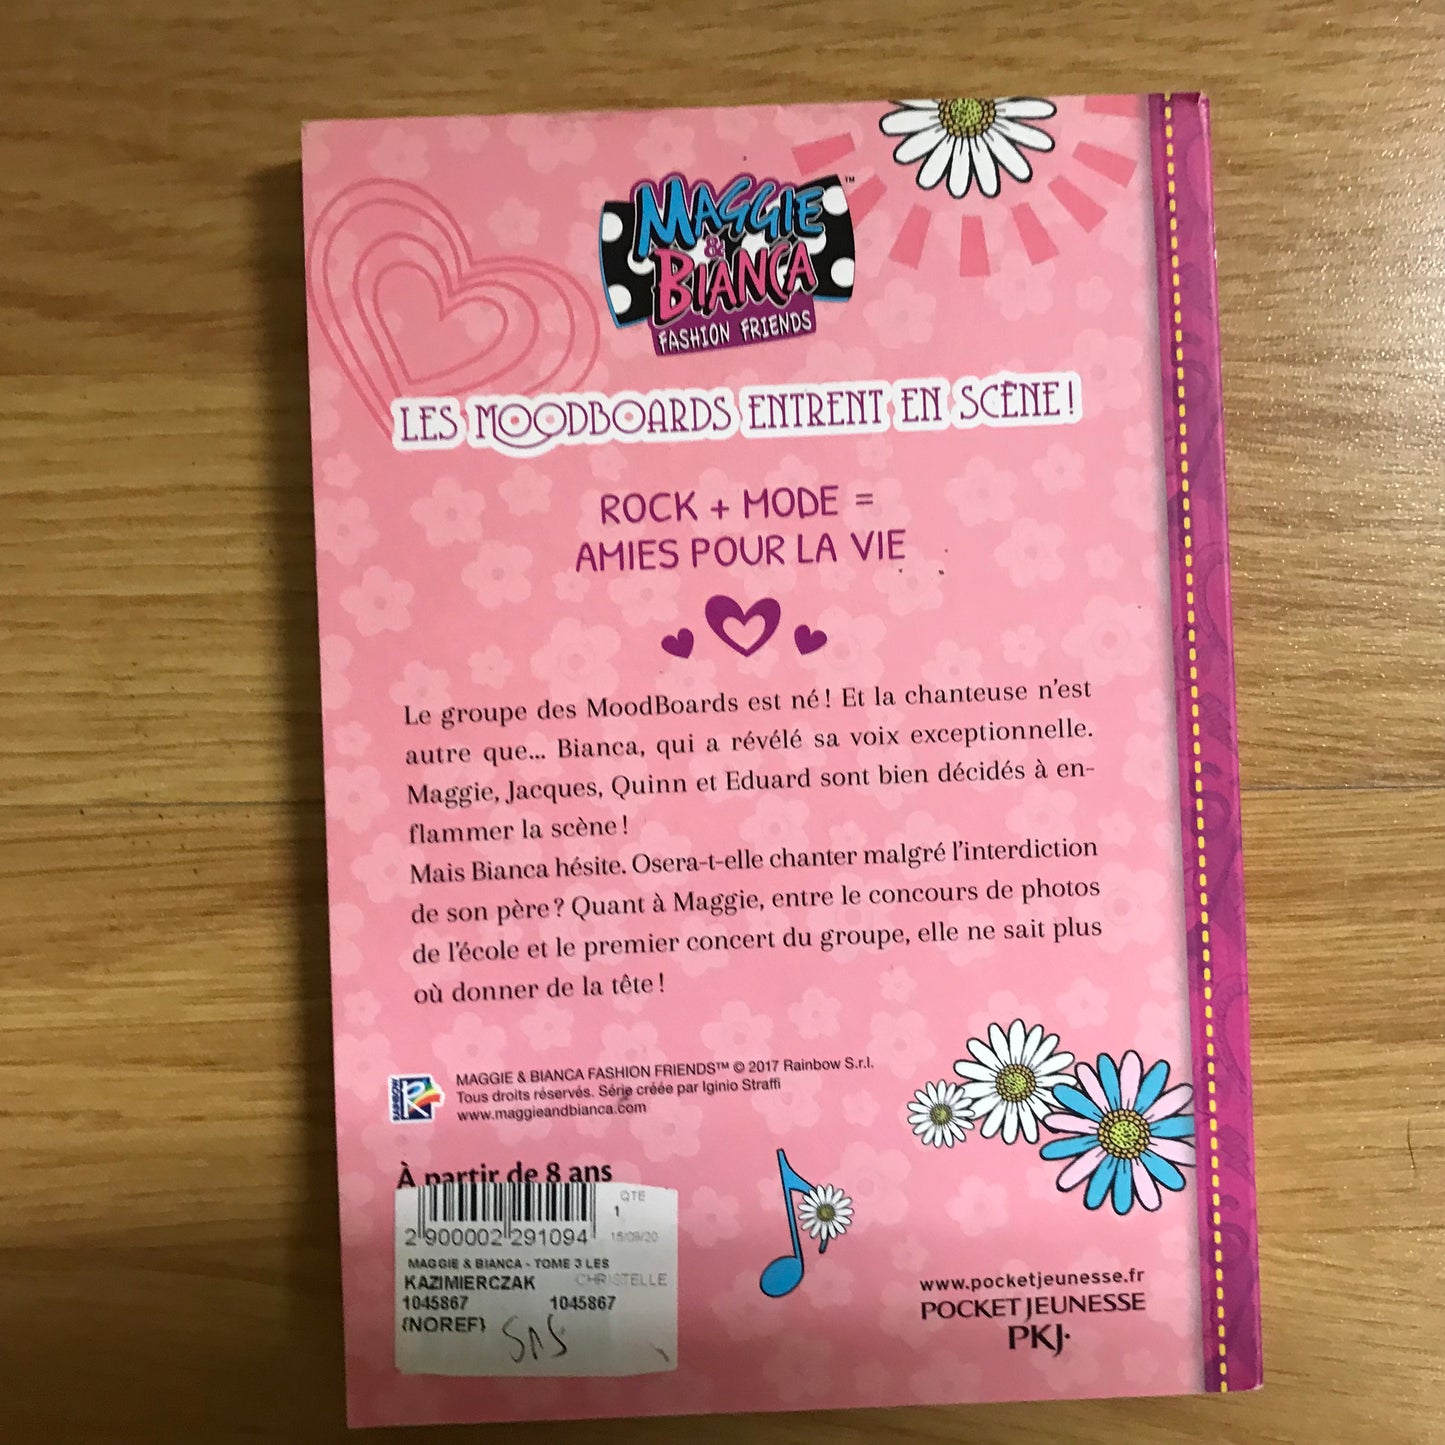 MAGGIE ™
&
BIANCA
FASHION FRIENDS
LES MOODBOARDS ENTRENT EN SCÈNE !
ROCK + MODE =
AMIES POUR LA VIE
Le groupe des MoodBoards est né ! Et la chanteuse n'est
autre que... Bianca, qui a révélé sa voix exceptionnelle.
Maggie, Jacques, Quinn et Eduard sont bien décidés à en-
flammer la scène !
Mais Bianca hésite. Osera-t-elle chanter malgré l'interdiction
de son père ? Quant à Maggie, entre le concours de photos
de l'école et le premier concert du groupe, elle ne sait plus
où donner de la tête !
RAINBOW
MAGGIE & BIANCA FASHION FRIENDS™ © 2017 Rainbow S.r.l.
Tous droits réservés. Série créée par Iginio Straffi
www.maggieandbianca.com
À partir de 8 ans
QTE
1
2 900002 291094 15/09/20
MAGGIE & BIANCA - TOME 3 LES
KAZIMIERCZAK CHRISTELLE
1045867 1045867
{NOREF}
www.pocketjeunesse.fr
POCKET JEUNESSE
PKJ·